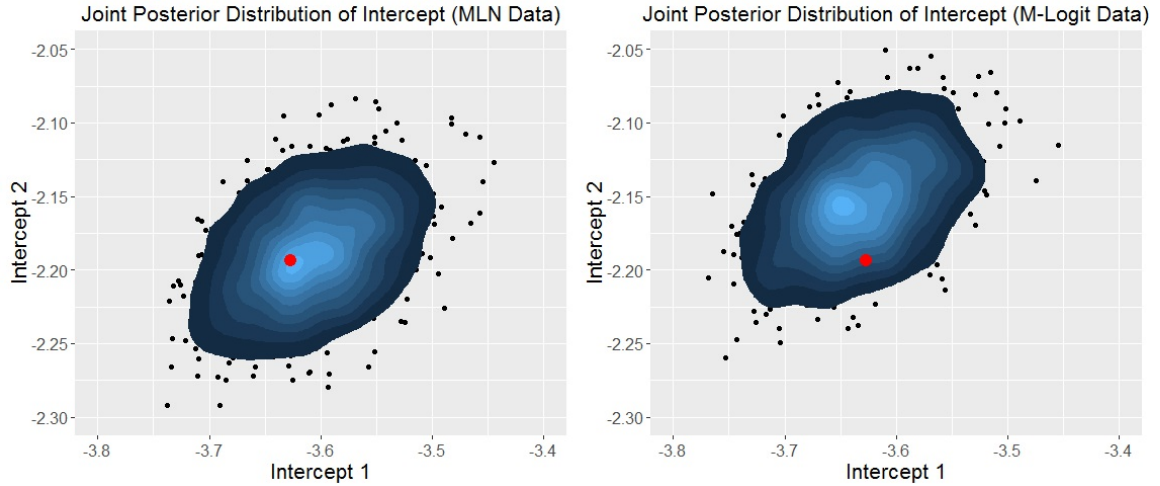 Joint Posterior Distribution of Intercept (MLN Data)
-2.05
-2.10
-2.15
-2.20
-2.25
-2.30
Intercept 2
-3.8 -3.7 -3.6 -3.5 -3.4
Intercept 1
Joint Posterior Distribution of Intercept (M-Logit Data)
-2.05
-2.10
-2.15
-2.20
-2.25
-2.30
Intercept 2
-3.8 -3.7 -3.6 -3.5 -3.4
Intercept 1